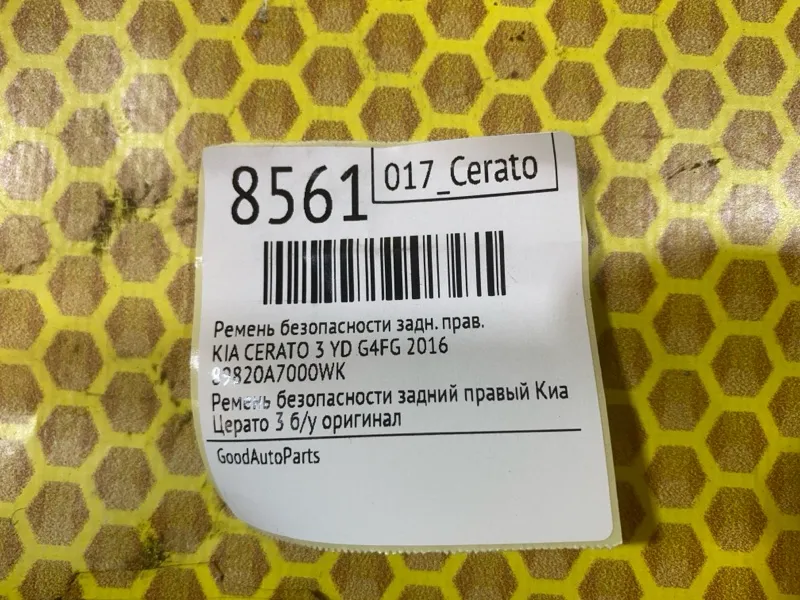 8561
017_Cerato
Ремень безопасности задн. прав.
KIA CERATO 3 YD G4FG 2016
89820A7000WK
Ремень безопасности задний правый Киа
Церато 3 б/у оригинал
GoodAutoParts